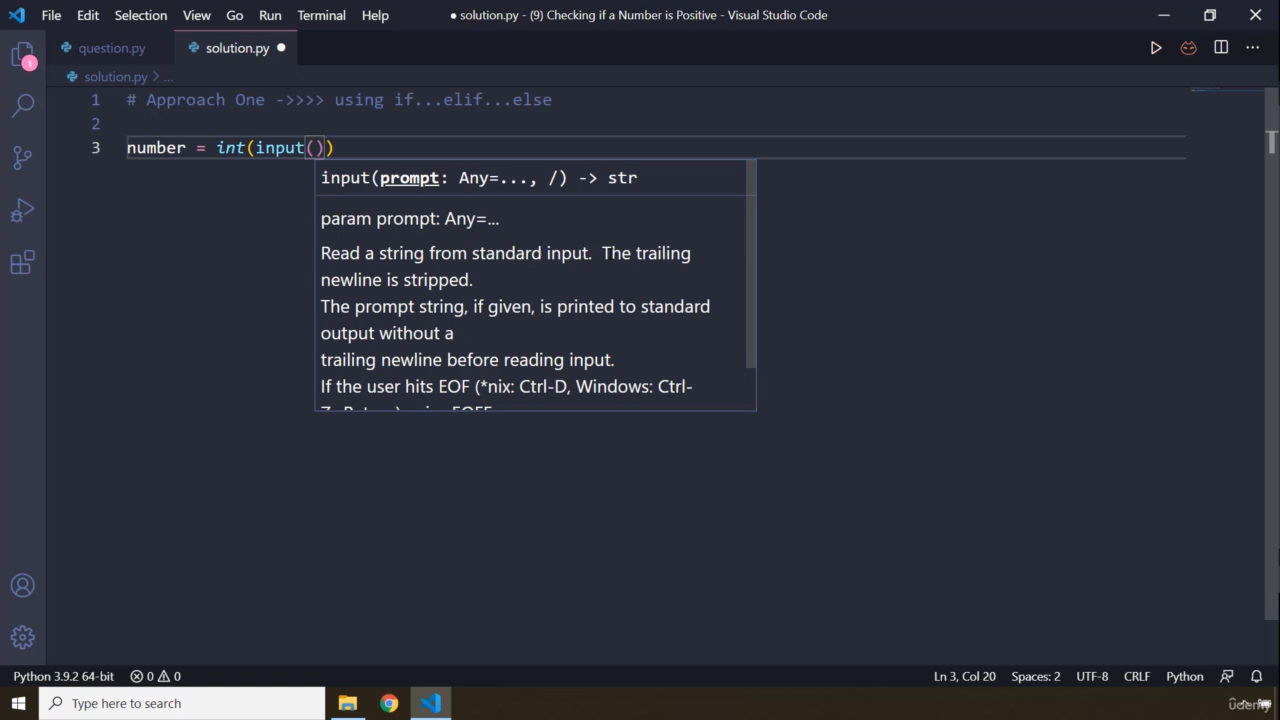 File Edit Selection View Go Run Terminal Help ● solution.py - (9) Checking if a Number is Positive - Visual Studio Code
question.py solution.py ●
solution.py > ...
1 # Approach One ->>>> using if...elif...else
2
3 number = int(input())
input(prompt: Any=..., /) -> str
param prompt: Any=...
Read a string from standard input. The trailing
newline is stripped.
The prompt string, if given, is printed to standard
output without a
trailing newline before reading input.
If the user hits EOF (*nix: Ctrl-D, Windows: Ctrl-
1
Python 3.9.2 64-bit 0 0 Ln 3, Col 20 Spaces: 2 UTF-8 CRLF Python
Type here to search
udemy